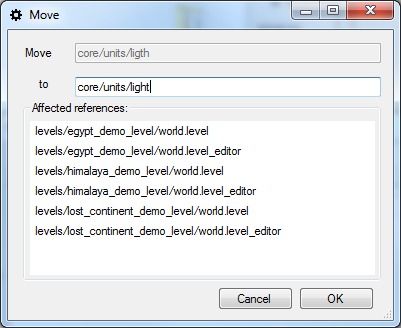 Move
Move core/units/ligth
to core/units/light
Affected references:
levels/egypt_demo_level/world.level
levels/egypt_demo_level/world.level_editor
levels/himalaya_demo_level/world.level
levels/himalaya_demo_level/world.level_editor
levels/lost_continent_demo_level/world.level
levels/lost_continent_demo_level/world.level_editor
Cancel OK